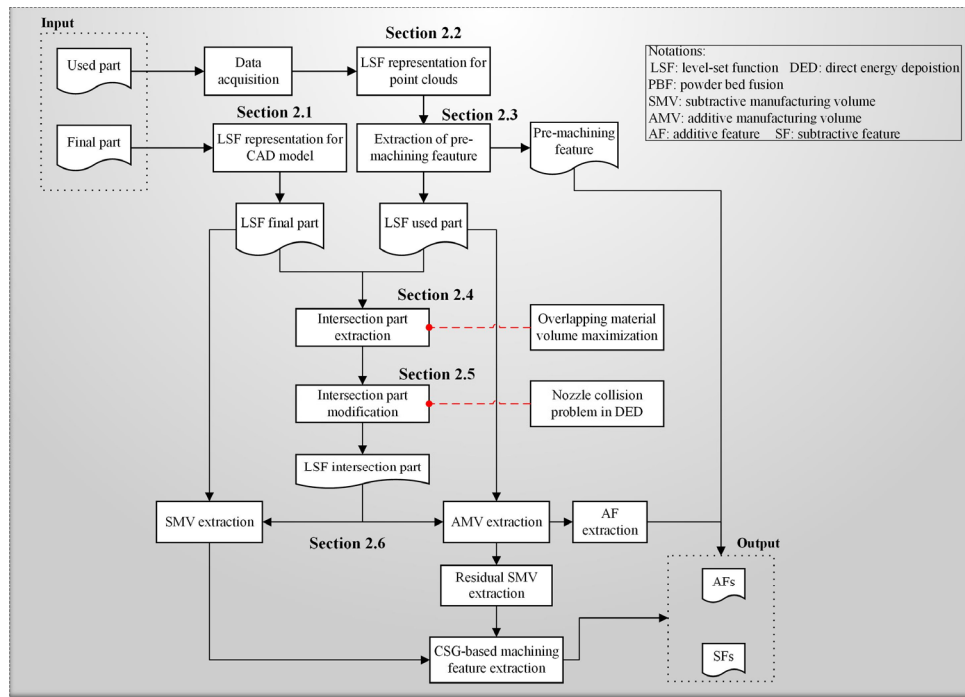 Input
Used part
Data
acquisition
Section 2.2
LSF representation for
point clouds
Notations:
LSF: level-set function DED: direct energy depoistion
PBF: powder bed fusion
SMV: subtractive manufacturing volume
AMV: additive manufacturing volume
AF: additive feature SF: subtractive feature
Final part
Section 2.1
LSF representation for
CAD model
Section 2.3
Extraction of pre-
machining feauture
Pre-machining
feature
LSF final part
LSF used part
Section 2.4
Intersection part
extraction
Overlapping material
volume maximization
Section 2.5
Intersection part
modification
Nozzle collision
problem in DED
LSF intersection part
SMV extraction
AMV extraction
AF
extraction
Section 2.6
Output
Residual SMV
extraction
AFs
CSG-based machining
feature extraction
SFs